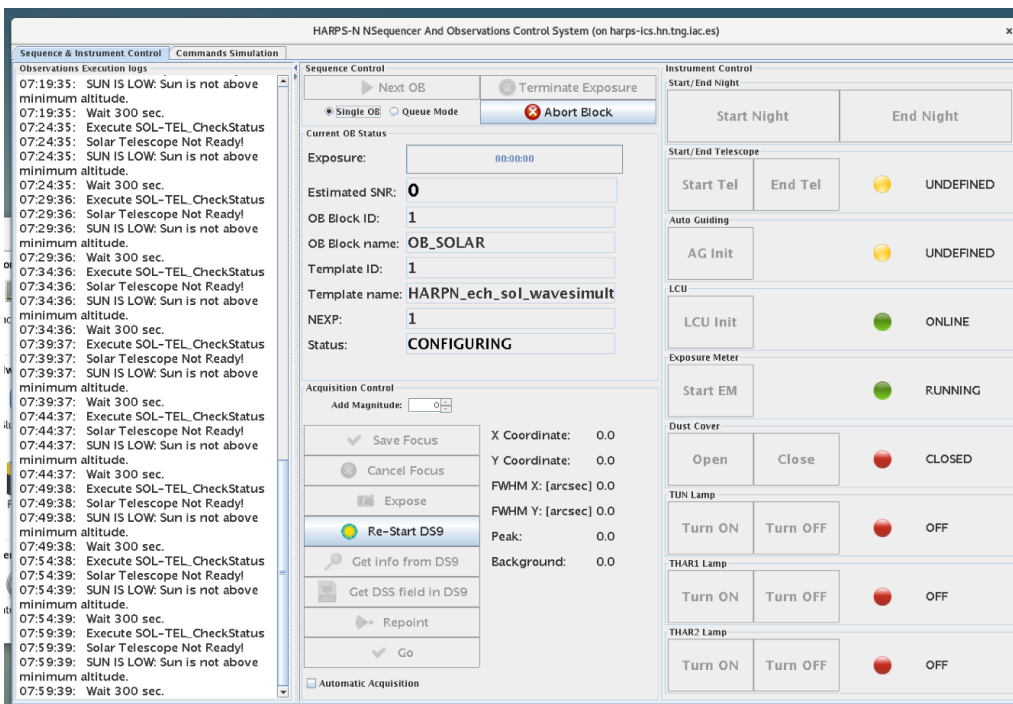 HARPS-N NSequencer And Observations Control System (on harps-ics.hn.tng.iac.es)
x
Sequence & Instrument Control
Commands Simulation
Observations Execution logs
07:19:35: SUN IS LOW: Sun is not above
minimum altitude.
07:19:35: Wait 300 sec.
07:24:35: Execute SOL-TEL_CheckStatus
07:24:35: Solar Telescope Not Ready!
07:24:35: SUN IS LOW: Sun is not above
minimum altitude.
07:24:35: Wait 300 sec.
07:29:36: Execute SOL-TEL_CheckStatus
07:29:36: Solar Telescope Not Ready!
07:29:36: SUN IS LOW: Sun is not above
minimum altitude.
07:29:36: Wait 300 sec.
07:34:36: Execute SOL-TEL_CheckStatus
07:34:36: Solar Telescope Not Ready!
07:34:36: SUN IS LOW: Sun is not above
minimum altitude.
07:34:36: Wait 300 sec.
07:39:37: Execute SOL-TEL_CheckStatus
07:39:37: Solar Telescope Not Ready!
07:39:37: SUN IS LOW: Sun is not above
minimum altitude.
07:39:37: Wait 300 sec.
07:44:37: Execute SOL-TEL_CheckStatus
07:44:37: Solar Telescope Not Ready!
07:44:37: SUN IS LOW: Sun is not above
minimum altitude.
07:44:37: Wait 300 sec.
07:49:38: Execute SOL-TEL_CheckStatus
07:49:38: Solar Telescope Not Ready!
07:49:38: SUN IS LOW: Sun is not above
minimum altitude.
07:49:38: Wait 300 sec.
07:54:38: Execute SOL-TEL_CheckStatus
07:54:39: Solar Telescope Not Ready!
07:54:39: SUN IS LOW: Sun is not above
minimum altitude.
07:54:39: Wait 300 sec.
07:59:39: Execute SOL-TEL_CheckStatus
07:59:39: Solar Telescope Not Ready!
07:59:39: SUN IS LOW: Sun is not above
minimum altitude.
07:59:39: Wait 300 sec.
Sequence Control
Next OB
Terminate Exposure
Single OB
Queue Mode
Abort Block
Current OB Status
Exposure: 00:00:00
Estimated SNR: 0
OB Block ID: 1
OB Block name: OB_SOLAR
Template ID: 1
Template name: HARPN_ech_sol_wavesimult
NEXP: 1
Status: CONFIGURING
Acquisition Control
Add Magnitude: 0
Save Focus
Cancel Focus
Expose
Re-Start DS9
Get info from DS9
Get DSS field in DS9
Repoint
Go
Automatic Acquisition
X Coordinate: 0.0
Y Coordinate: 0.0
FWHM X: [arcsec] 0.0
FWHM Y: [arcsec] 0.0
Peak: 0.0
Background: 0.0
Instrument Control
Start/End Night
Start Night
End Night
Start/End Telescope
Start Tel
End Tel
UNDEFINED
Auto Guiding
AG Init
UNDEFINED
LCU
LCU Init
ONLINE
Exposure Meter
Start EM
RUNNING
Dust Cover
Open
Close
CLOSED
TUN Lamp
Turn ON
Turn OFF
OFF
THAR1 Lamp
Turn ON
Turn OFF
OFF
THAR2 Lamp
Turn ON
Turn OFF
OFF